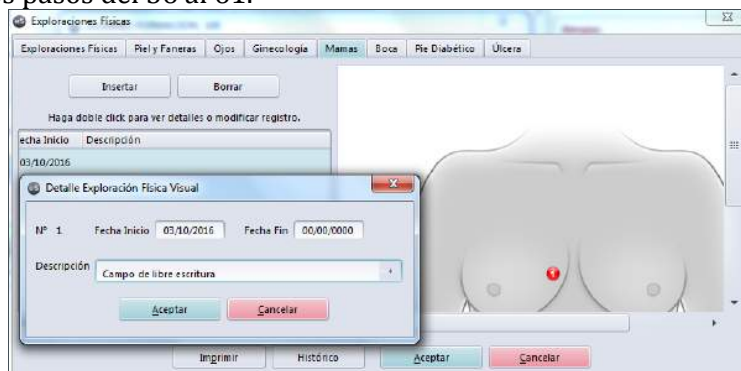 s pasos del 56 al 61.
Exploraciones Físicas
Exploraciones Físicas Piel y Faneras Ojos Ginecología Mamas Boca Pie Diabético Úlcera
Insertar Borrar
Haga doble click para ver detalles o modificar registro.
echa Inicio Descripción
03/10/2016
Detalle Exploración Física Visual
Nº 1 Fecha Inicio 03/10/2016 Fecha Fin 00/00/0000
Descripción Campo de libre escritura
Aceptar Cancelar
1
Imprimir Histórico Aceptar Cancelar